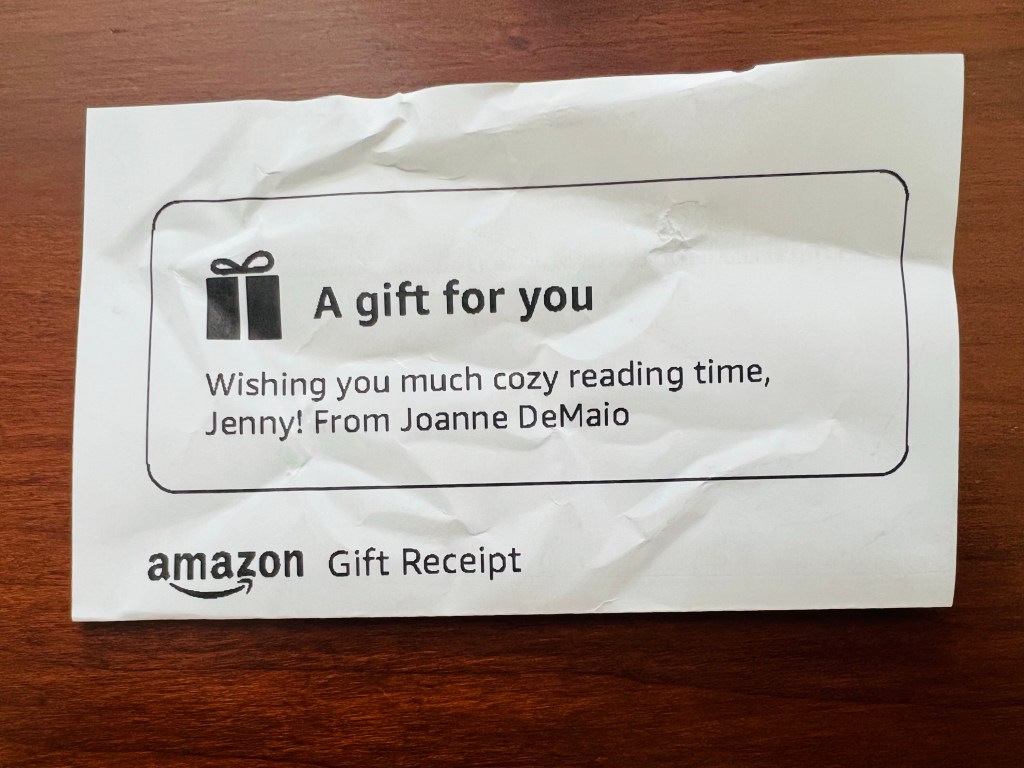 A gift for you
Wishing you much cozy reading time,
Jenny! From Joanne DeMaio
amazon Gift Receipt